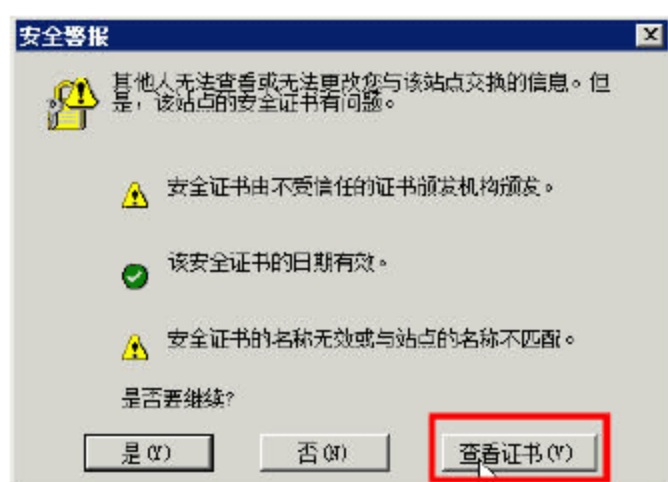 安全警报
其他人无法查看或无法更改您与该站点交换的信息。但
是，该站点的安全证书有问题。
安全证书由不受信任的证书颁发机构颁发。
该安全证书的日期有效。
安全证书的名称无效或与站点的名称不匹配。
是否要继续?
是(Y) 否(N) 查看证书(V)